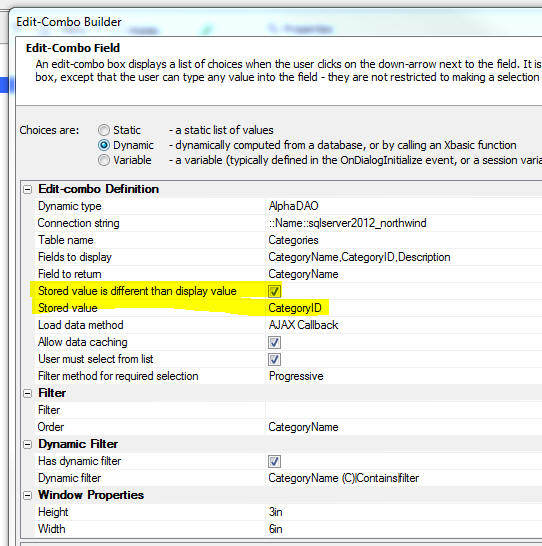 Edit-Combo Builder
Edit-Combo Field
An edit-combo box displays a list of choices when the user clicks on the down-arrow next to the field. It is
box, except that the user can type any value into the field - they are not restricted to making a selection
Choices are:
Static - a static list of values
Dynamic - dynamically computed from a database, or by calling an Xbasic function
Variable - a variable (typically defined in the OnDialogInitialize event, or a session varia
Edit-combo Definition
Dynamic type AlphaDAO
Connection string ::Name::sqlserver2012_northwind
Table name Categories
Fields to display CategoryName,CategoryID,Description
Field to return CategoryName
Stored value is different than display value
Stored value CategoryID
Load data method AJAX Callback
Allow data caching
User must select from list
Filter method for required selection Progressive
Filter
Filter
Order CategoryName
Dynamic Filter
Has dynamic filter
Dynamic filter CategoryName (C)|Contains|filter
Window Properties
Height 3in
Width 6in